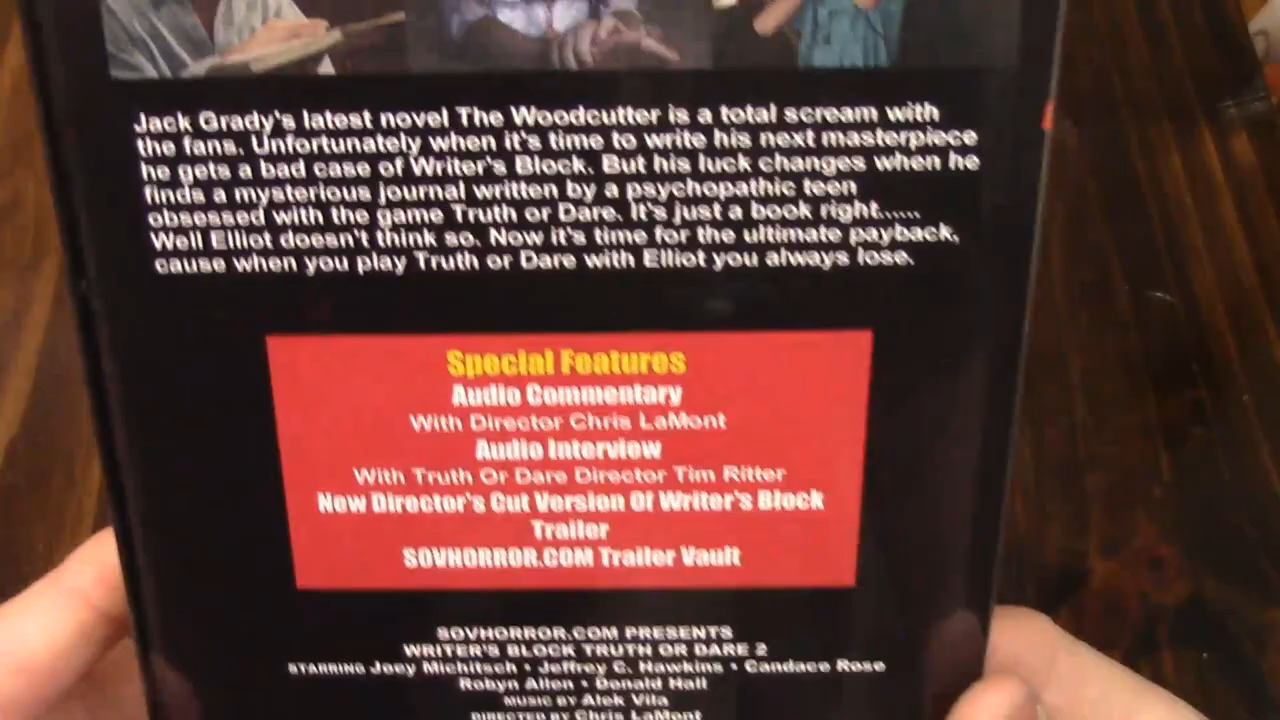 Jack Grady's latest novel The Woodcutter is a total scream with
the fans. Unfortunately when it's time to write his next masterpiece
he gets a bad case of Writer's Block. But his luck changes when he
finds a mysterious journal written by a psychopathic teen
obsessed with the game Truth or Dare. It's just a book right......
Well Elliot doesn't think so. Now it's time for the ultimate payback,
cause when you play Truth or Dare with Elliot you always lose.
Special Features
Audio Commentary
With Director Chris LaMont
Audio Interview
With Truth Or Dare Director Tim Ritter
New Director's Cut Version Of Writer's Block
Trailer
SOVHORROR.COM Trailer Vault
SOVHORROR.COM PRESENTS
WRITER'S BLOCK TRUTH OR DARE 2
STARRING Joey Michitsch • Jeffrey C. Hawkins • Candace Rose
Robyn Allen • Donald Hall
MUSIC BY Alek Vila
DIRECTED BY Chris LaMont